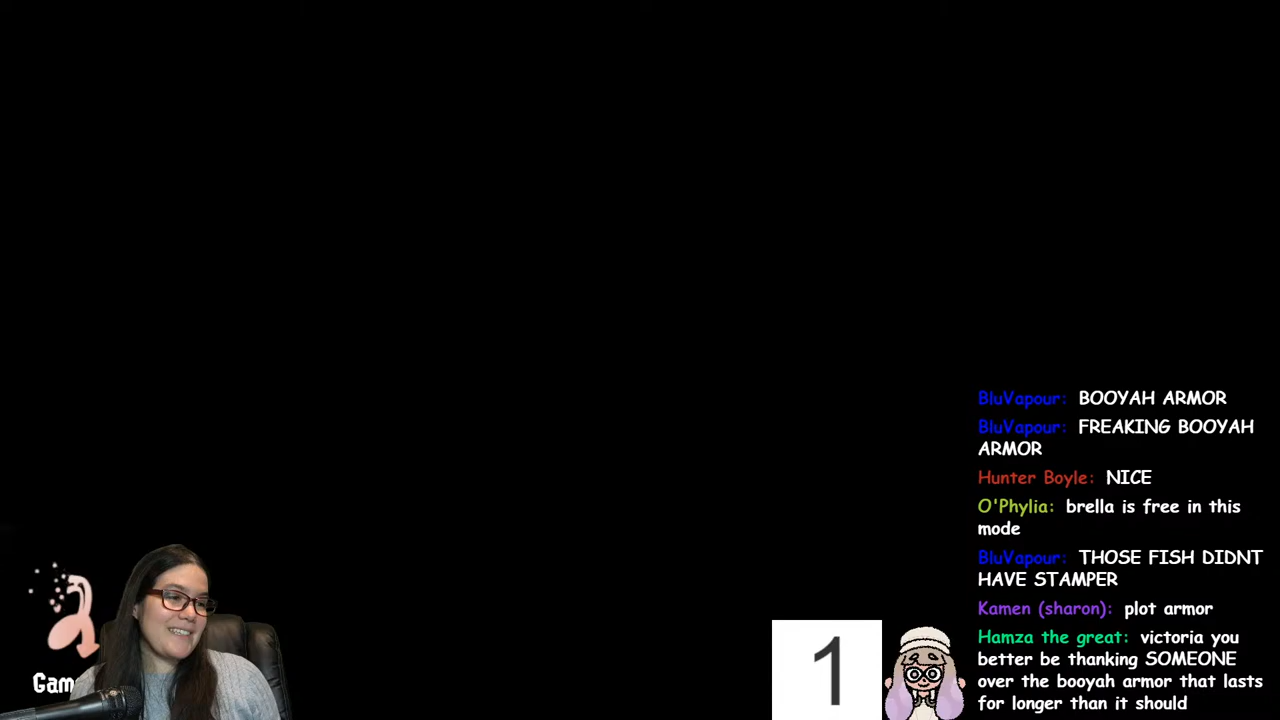 BluVapour: BOOYAH ARMOR
BluVapour: FREAKING BOOYAH
ARMOR
Hunter Boyle: NICE
O'Phylia: brella is free in this
mode
BluVapour: THOSE FISH DIDNT
HAVE STAMPER
Kamen (sharon): plot armor
Hamza the great: victoria you
better be thanking SOMEONE
over the booyah armor that lasts
for longer than it should
1